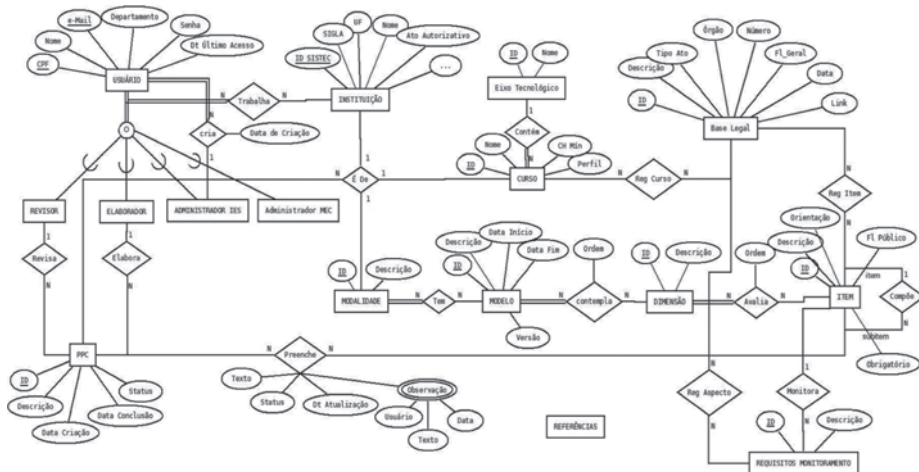 e-Mail
Departamento
Senha
Nome
Dt Último Acesso
CPF
USUÁRIO
N
Trabalha
N
SIGLA
UF
Nome
Ato Autorizativo
ID SISTEC
...
INSTITUIÇÃO
ID
Nome
Eixo Tecnológico
1
Contém
N
Órgão
Número
Tipo Ato
Fl_Geral
Descrição
Data
ID
Link
Base Legal
N
N
cria
Data de Criação
1
O
N
1
É De
1
1
Nome
CH Mín
ID
Perfil
CURSO
N
Reg Curso
N
N
Reg Item
N
REVISOR
ELABORADOR
ADMINISTRADOR IES
Administrador MEC
1
Revisa
N
1
Elabora
N
ID
Descrição
MODALIDADE
N
Tem
N
Descrição
Data Início
Data Fim
ID
MODELO
Versão
N
Ordem
contempla
N
ID
Descrição
DIMENSÃO
N
Ordem
Avalia
N
Orientação
Descrição
Fl Público
ID
ITEM
item
1
Compõe
N
subitem
Obrigatório
PPC
N
Preenche
N
ID
Descrição
Data Criação
Data Conclusão
Status
Texto
Status
Dt Atualização
Observação
Usuário
Texto
Data
REFERÊNCIAS
N
Reg Aspecto
N
1
Monitora
N
ID
Descrição
REQUISITOS MONITORAMENTO